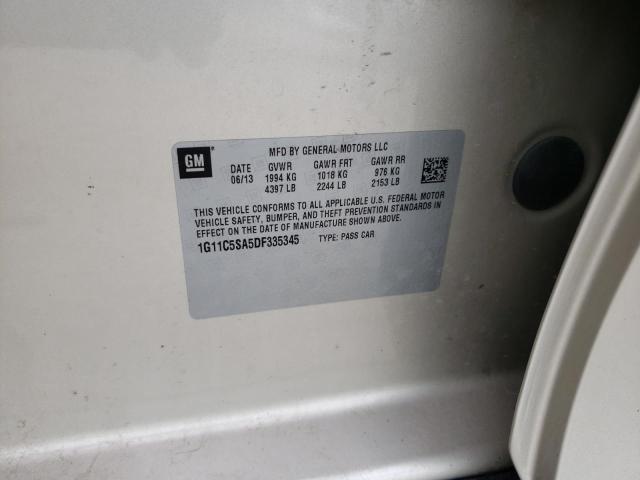 GM
MFD BY GENERAL MOTORS LLC
DATE GVWR GAWR FRT GAWR RR
06/13 1994 KG 1018 KG 976 KG
4397 LB 2244 LB 2153 LB
THIS VEHICLE CONFORMS TO ALL APPLICABLE U.S. FEDERAL MOTOR
VEHICLE SAFETY, BUMPER, AND THEFT PREVENTION STANDARDS IN
EFFECT ON THE DATE OF MANUFACTURE SHOWN ABOVE.
1G11C5SA5DF335345 TYPE: PASS CAR